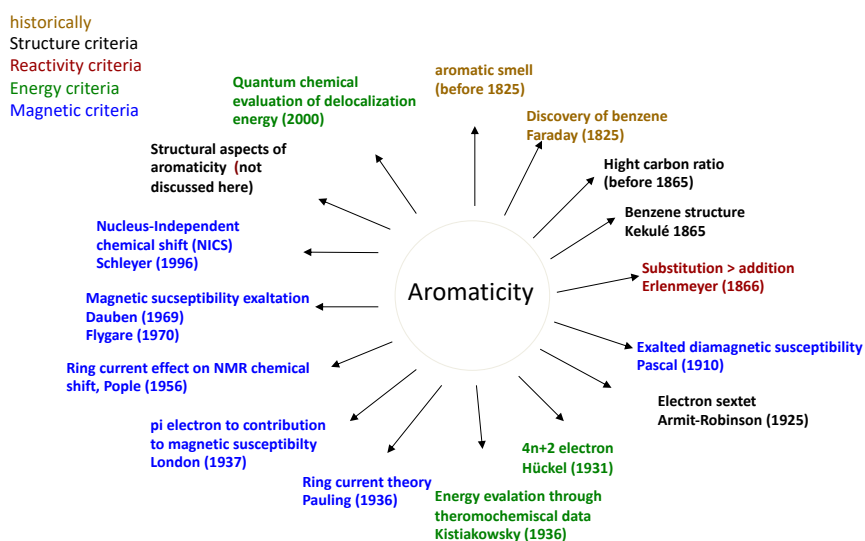 historically
Structure criteria
Reactivity criteria
Energy criteria
Magnetic criteria
aromatic smell
(before 1825)
Discovery of benzene
Faraday (1825)
Hight carbon ratio
(before 1865)
Benzene structure
Kekulé 1865
Substitution > addition
Erlenmeyer (1866)
Exalted diamagnetic susceptibility
Pascal (1910)
Electron sextet
Armit-Robinson (1925)
4n+2 electron
Hückel (1931)
Energy evalation through
theromochemiscal data
Kistiakowsky (1936)
Ring current theory
Pauling (1936)
pi electron to contribution
to magnetic susceptibilty
London (1937)
Ring current effect on NMR chemical
shift, Pople (1956)
Magnetic sucseptibility exaltation
Dauben (1969)
Flygare (1970)
Nucleus-Independent
chemical shift (NICS)
Schleyer (1996)
Structural aspects of
aromaticity (not
discussed here)
Quantum chemical
evaluation of delocalization
energy (2000)
Aromaticity